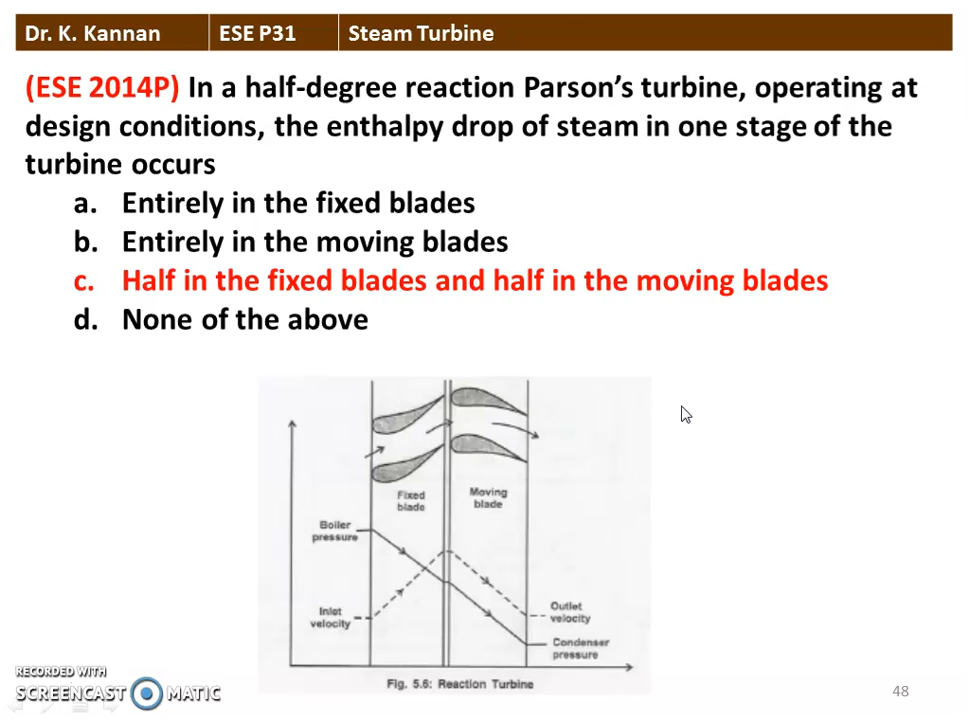 Dr. K. Kannan ESE P31 Steam Turbine
(ESE 2014P) In a half-degree reaction Parson's turbine, operating at
design conditions, the enthalpy drop of steam in one stage of the
turbine occurs
a. Entirely in the fixed blades
b. Entirely in the moving blades
c. Half in the fixed blades and half in the moving blades
d. None of the above
Fixed
blade
Moving
blade
Boiler
pressure
Inlet
velocity
Outlet
velocity
Condenser
pressure
Fig. 5.6: Reaction Turbine
RECORDED WITH
SCREENCAST MATIC
48